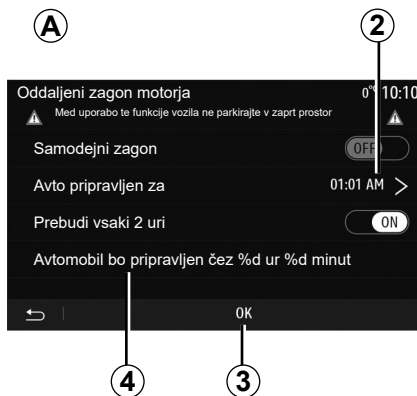 A
2
Oddaljeni zagon motorja 0° 10:10
Med uporabo te funkcije vozila ne parkirajte v zaprt prostor
Samodejni zagon OFF
Avto pripravljen za 01:01 AM >
Prebudi vsaki 2 uri ON
Avtomobil bo pripravljen čez %d ur %d minut
OK
4
3